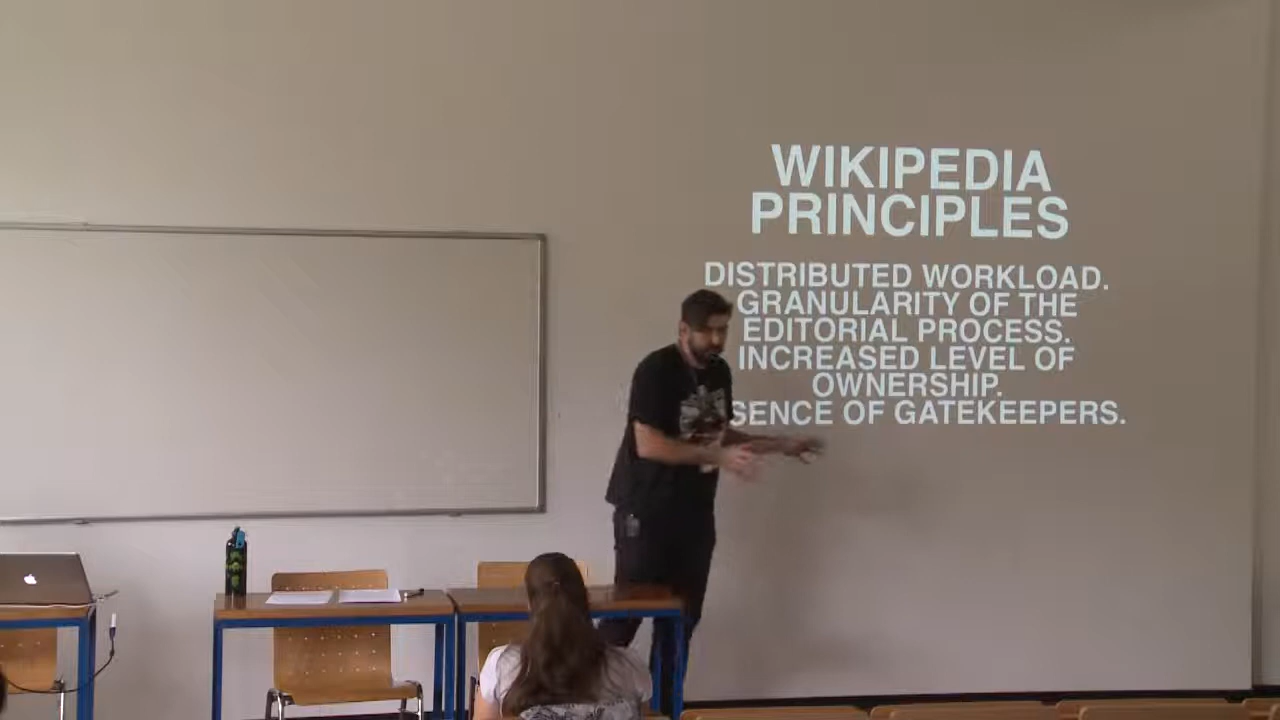 WIKIPEDIA
PRINCIPLES
DISTRIBUTED WORKLOAD.
GRANULARITY OF THE
EDITORIAL PROCESS.
INCREASED LEVEL OF
OWNERSHIP.
OF GATEKEEPERS.